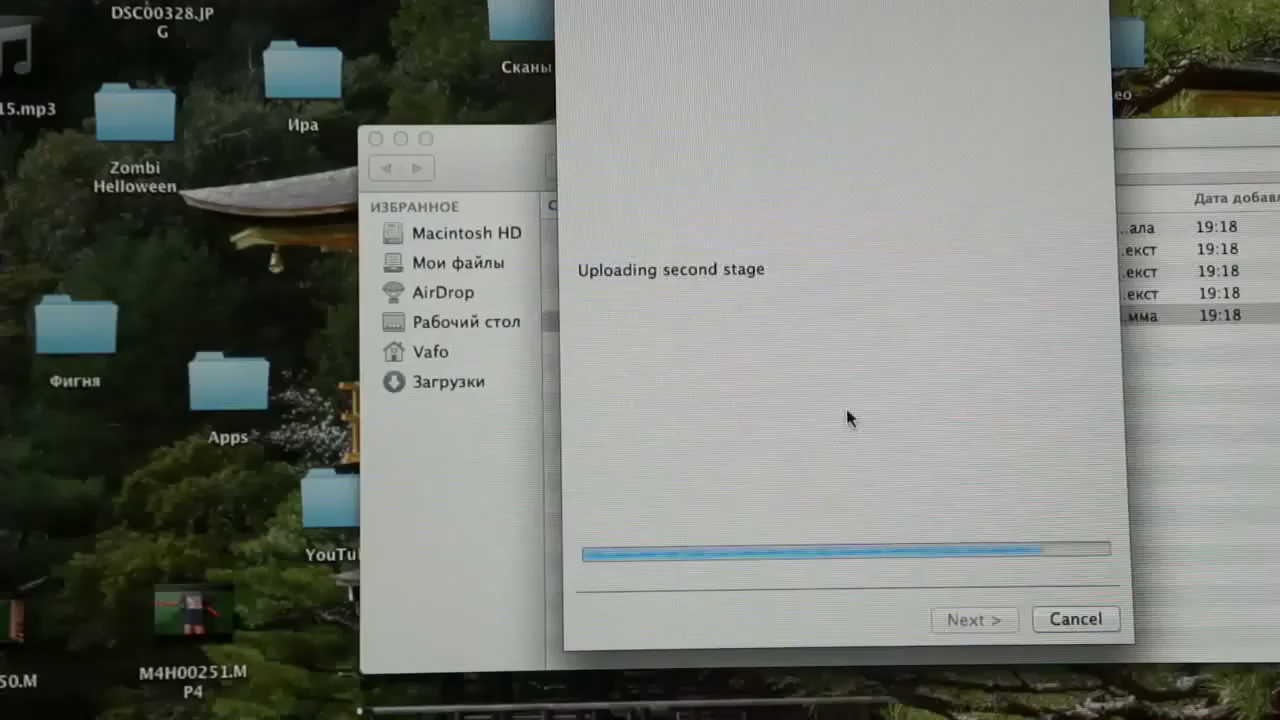 DSC00328.JP
G
Сканы
15.mp3
Ира
ео
Zombi
Helloween
ИЗБРАННОЕ
Macintosh HD
Мои файлы
AirDrop
Рабочий стол
Vafo
Загрузки
С
Дата добавл
...ала 19:18
.екст 19:18
.екст 19:18
.екст 19:18
.мма 19:18
Uploading second stage
Фигня
Apps
YouTu
Next >
Cancel
50.M
M4H00251.M
P4